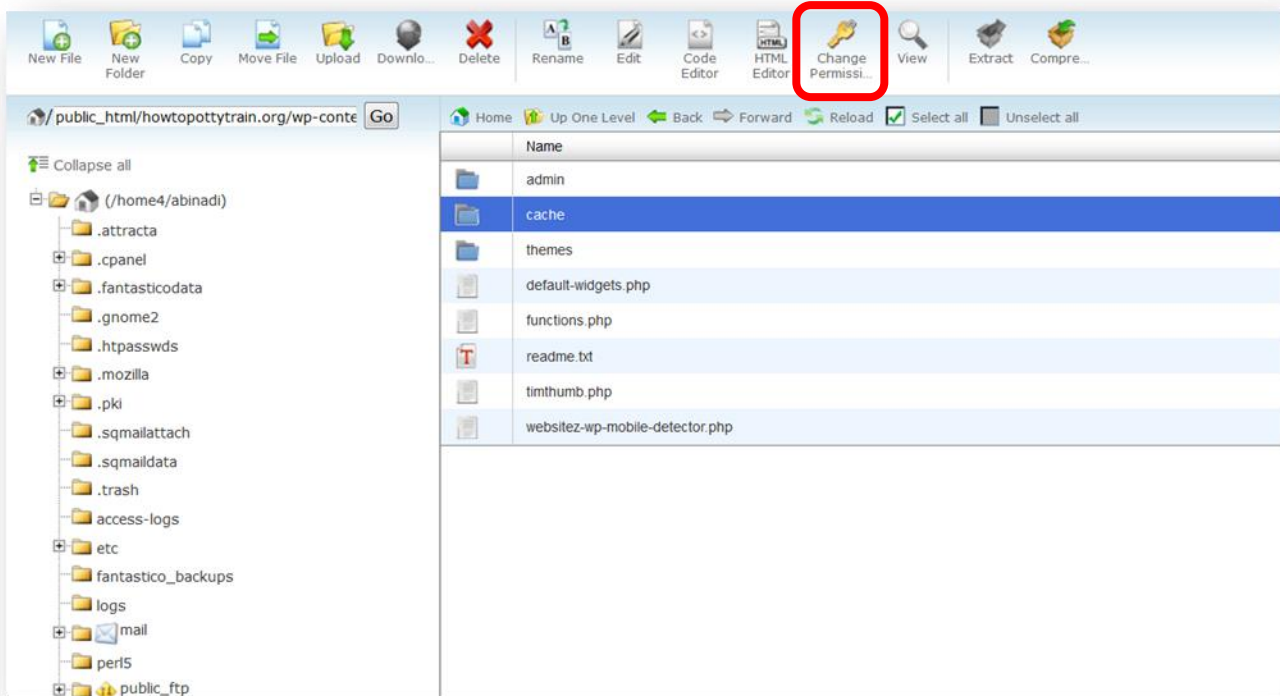 New File New Folder Copy Move File Upload Downlo... Delete Rename Edit Code Editor HTML Editor Change Permissi... View Extract Compre...
/ public_html/howtopottytrain.org/wp-conte Go
Home Up One Level Back Forward Reload Select all Unselect all
Collapse all
(/home4/abinadi)
.attracta
.cpanel
.fantasticodata
.gnome2
.htpasswds
.mozilla
.pki
.sqmailattach
.sqmaildata
.trash
access-logs
etc
fantastico_backups
logs
mail
perl5
public_ftp
Name
admin
cache
themes
default-widgets.php
functions.php
readme.txt
timthumb.php
websitez-wp-mobile-detector.php